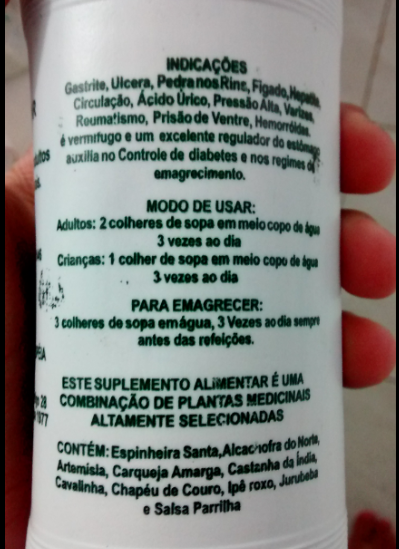 INDICAÇÕES
Gastrite, Ulcera, Pedra nos Rins, Fígado, Hepatite,
Circulação, Ácido Úrico, Pressão Alta, Varizes,
Reumatismo, Prisão de Ventre, Hemorróidas,
é vermifugo e um excelente regulador do estômago
auxilia no Controle de diabetes e nos regimes de
emagrecimento.
MODO DE USAR:
Adultos: 2 colheres de sopa em meio copo de água
3 vezes ao dia
Crianças: 1 colher de sopa em meio copo de água
3 vezes ao dia
PARA EMAGRECER:
3 colheres de sopa em água, 3 Vezes ao dia sempre
antes das refeições.
ESTE SUPLEMENTO ALIMENTAR É UMA
COMBINAÇÃO DE PLANTAS MEDICINAIS
ALTAMENTE SELECIONADAS
CONTÉM: Espinheira Santa, Alcachofra do Norte,
Artemisia, Carqueja Amarga, Castanha da Índia,
Cavalinha, Chapéu de Couro, Ipê roxo, Jurubeba
e Salsa Parrilha